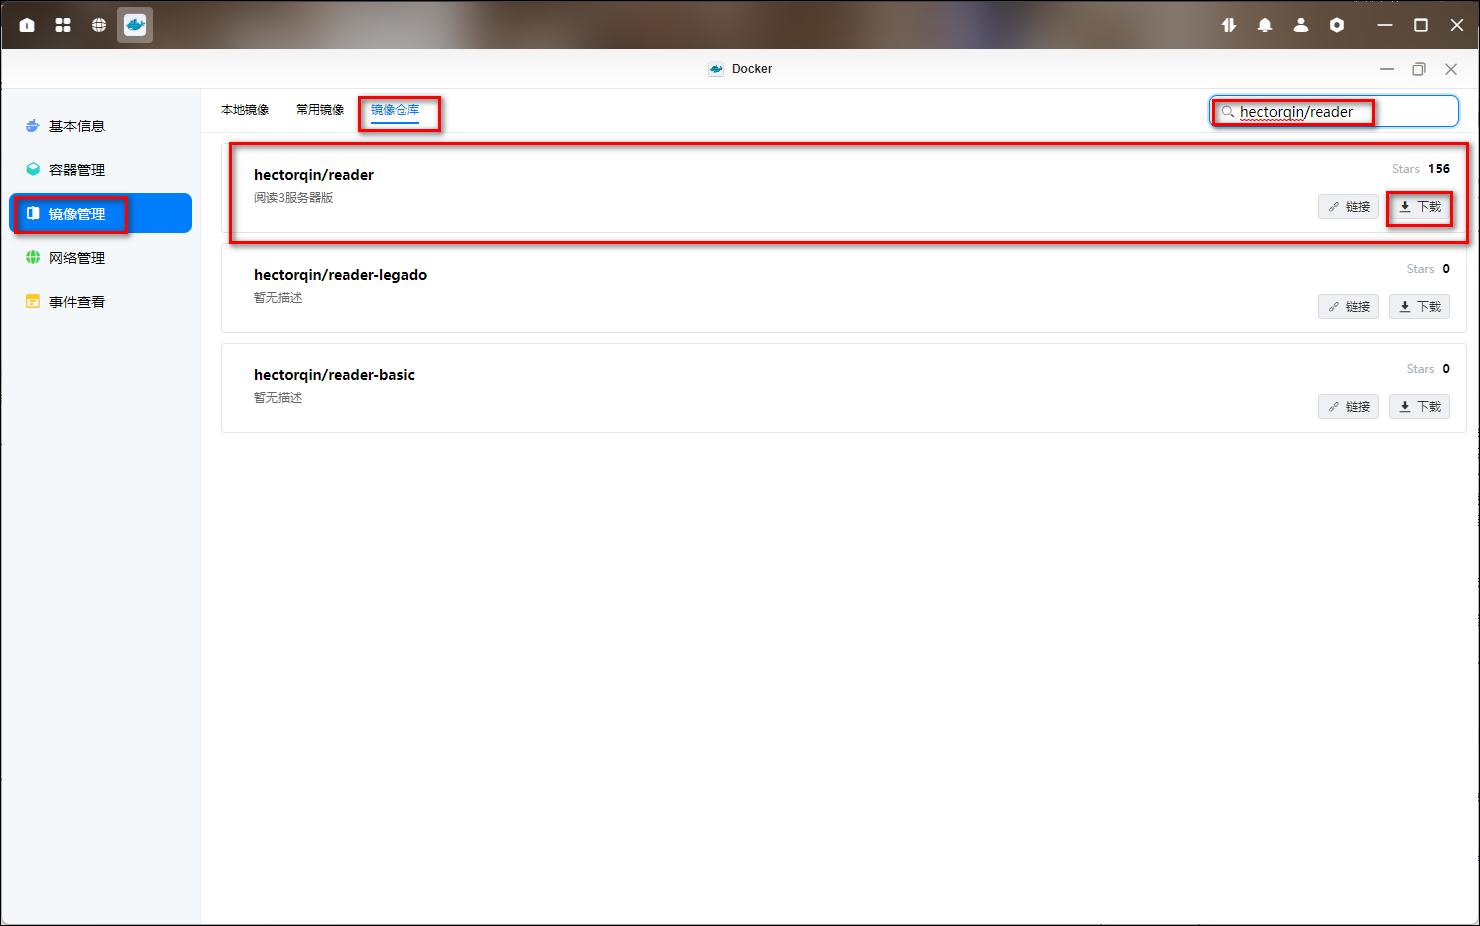 Docker
基本信息
容器管理
镜像管理
网络管理
事件查看
本地镜像 常用镜像 镜像仓库
hectorqin/reader
hectorqin/reader
阅读3服务器版
Stars 156
链接 下载
hectorqin/reader-legado
暂无描述
Stars 0
链接 下载
hectorqin/reader-basic
暂无描述
Stars 0
链接 下载